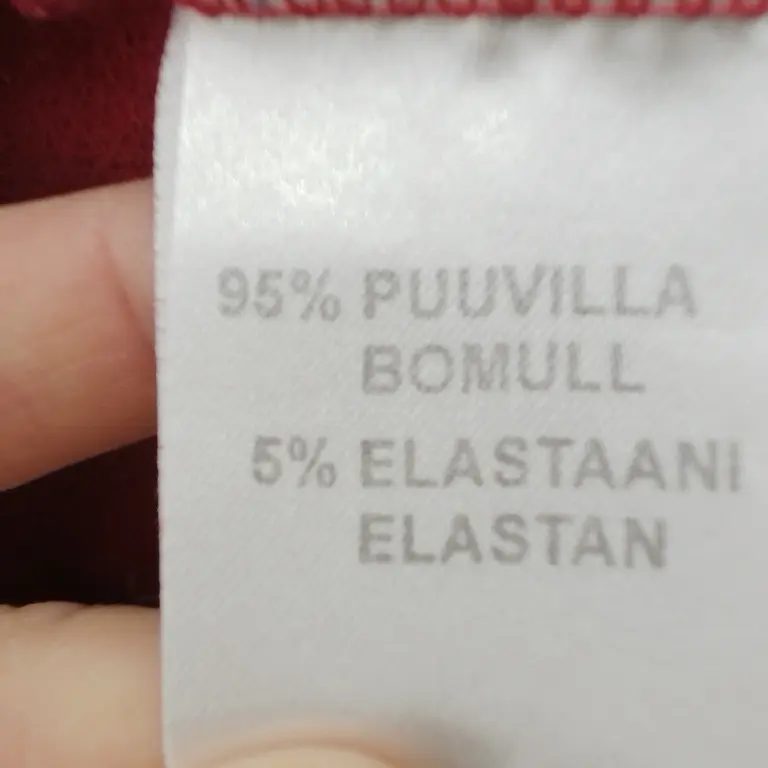 95% PUUVILLA
BOMULL
5% ELASTAANI
ELASTAN